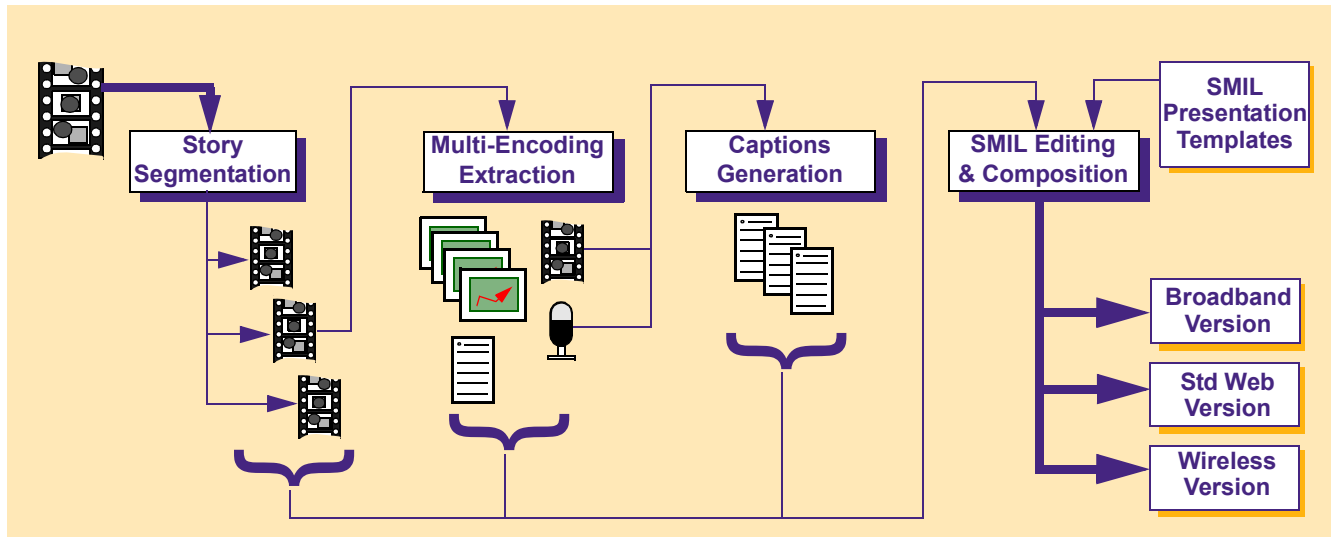 Story
Segmentation
Multi-Encoding
Extraction
Captions
Generation
SMIL Editing
& Composition
SMIL
Presentation
Templates
Broadband
Version
Std Web
Version
Wireless
Version